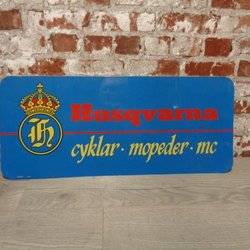 H
Husqvarna
cyklar · mopeder · mc